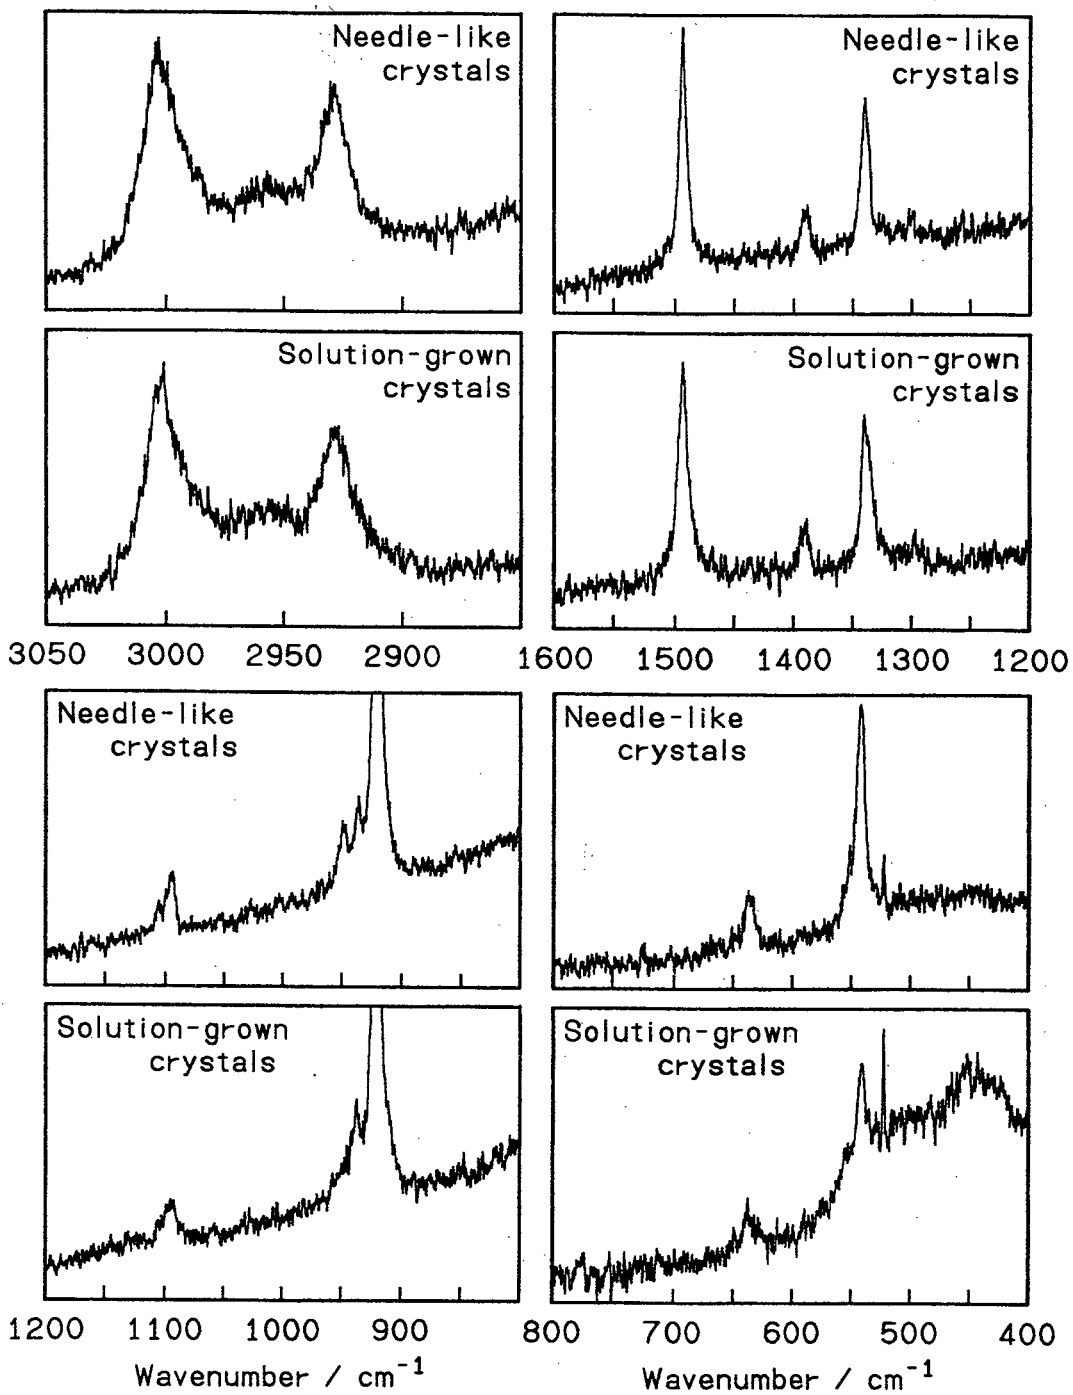 Needle-like
crystals
Needle-like
crystals
Solution-grown
crystals
Solution-grown
crystals
3050 3000 2950 2900
1600 1500 1400 1300 1200
Needle-like
crystals
Needle-like
crystals
Solution-grown
crystals
Solution-grown
crystals
1200 1100 1000 900
800 700 600 500 400
Wavenumber / cm⁻¹
Wavenumber / cm⁻¹